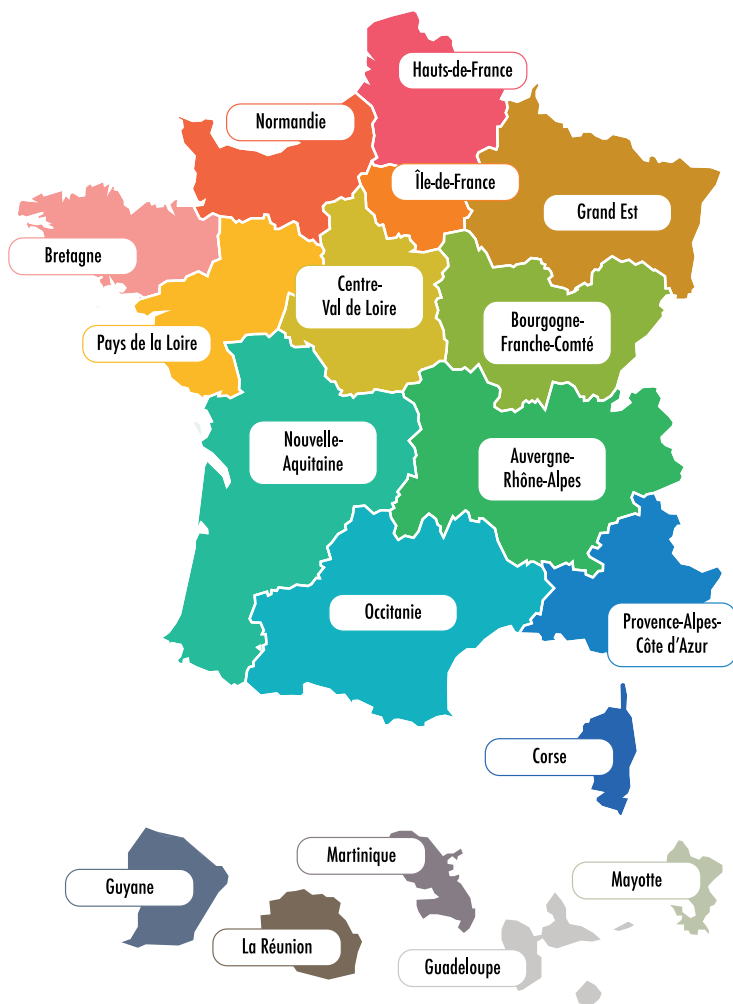 Hauts-de-France
Normandie
Île-de-France
Grand Est
Bretagne
Centre-
Val de Loire
Bourgogne-
Franche-Comté
Pays de la Loire
Nouvelle-
Aquitaine
Auvergne-
Rhône-Alpes
Occitanie
Provence-Alpes-
Côte d'Azur
Corse
Martinique
Guyane
Mayotte
La Réunion
Guadeloupe